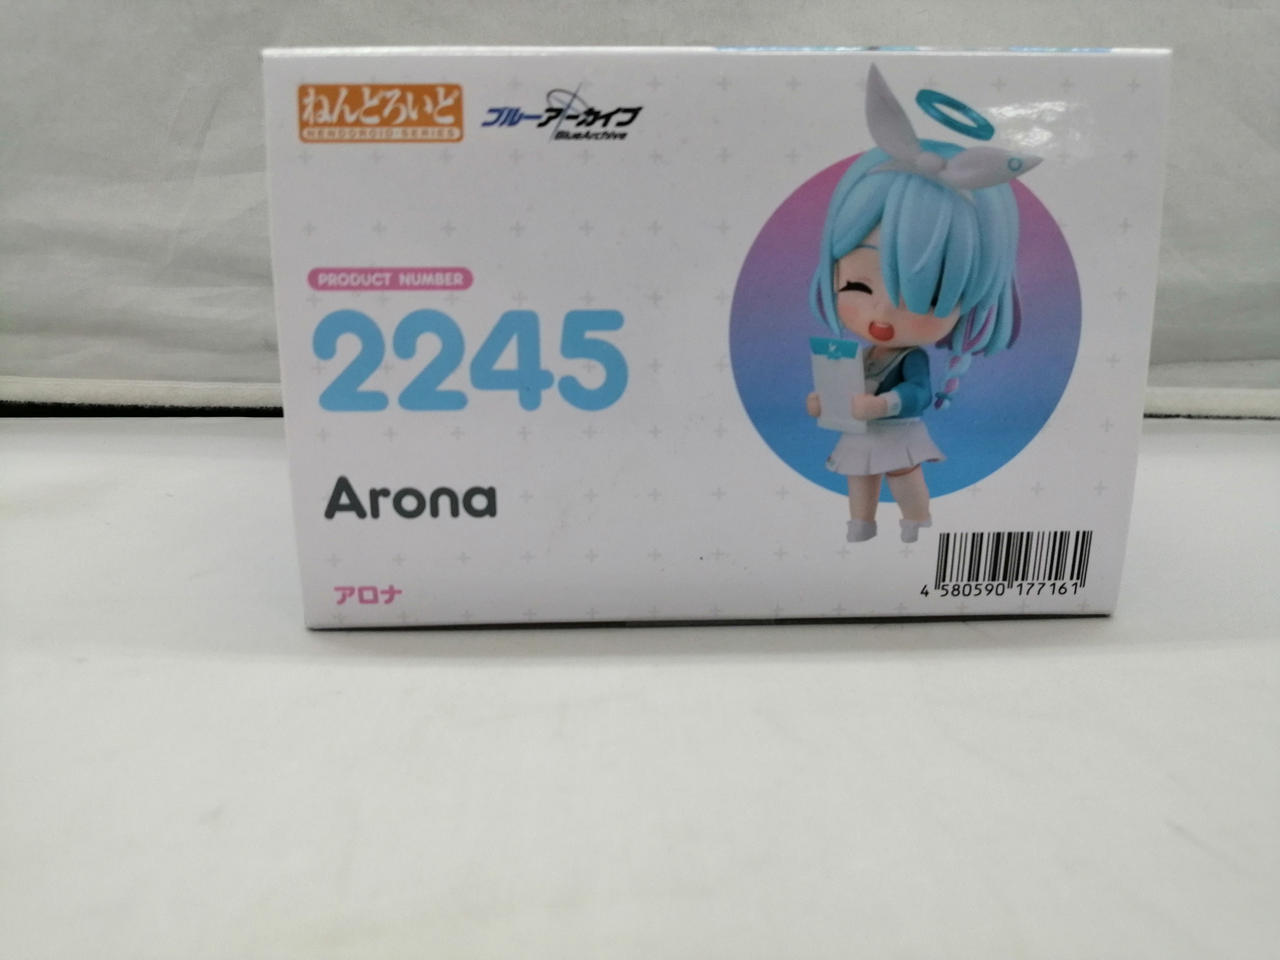 ねんどろいど
NENDOROID SERIES
ブルーアーカイブ
BlueArchive
PRODUCT NUMBER
2245
Arona
アロナ
4 580590 177161